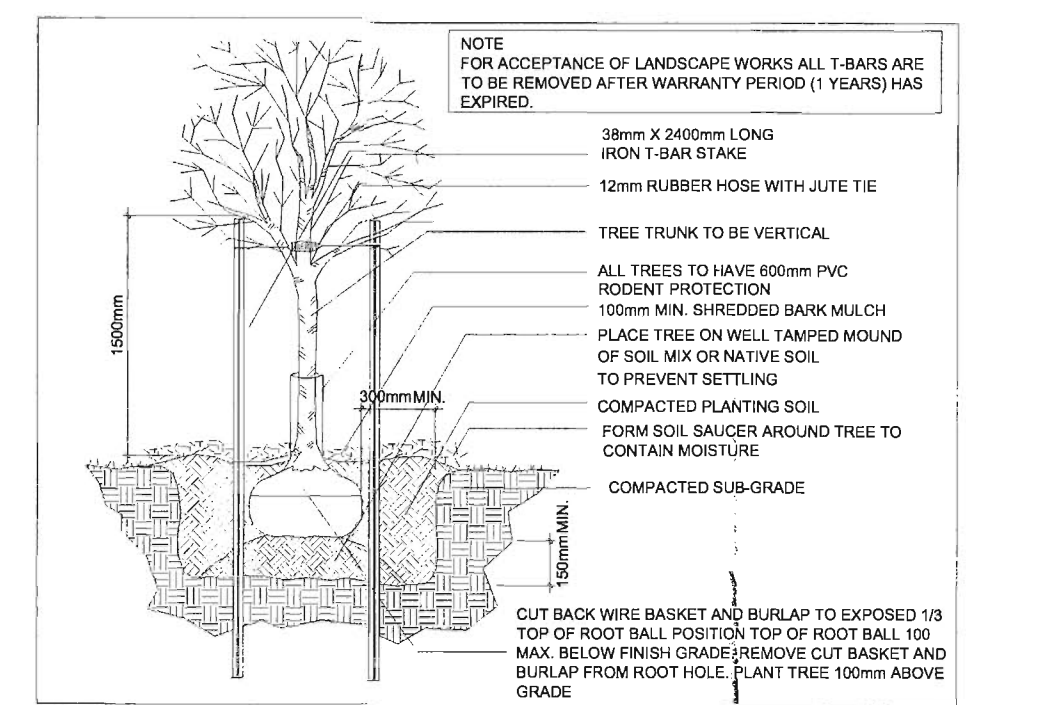 NOTE
FOR ACCEPTANCE OF LANDSCAPE WORKS ALL T-BARS ARE
TO BE REMOVED AFTER WARRANTY PERIOD (1 YEARS) HAS
EXPIRED.
38mm X 2400mm LONG
IRON T-BAR STAKE
12mm RUBBER HOSE WITH JUTE TIE
TREE TRUNK TO BE VERTICAL
ALL TREES TO HAVE 600mm PVC
RODENT PROTECTION
100mm MIN. SHREDDED BARK MULCH
PLACE TREE ON WELL TAMPED MOUND
OF SOIL MIX OR NATIVE SOIL
TO PREVENT SETTLING
COMPACTED PLANTING SOIL
FORM SOIL SAUCER AROUND TREE TO
CONTAIN MOISTURE
COMPACTED SUB-GRADE
1500mm
300mm MIN.
150mm MIN.
CUT BACK WIRE BASKET AND BURLAP TO EXPOSED 1/3
TOP OF ROOT BALL POSITION TOP OF ROOT BALL 100
MAX. BELOW FINISH GRADE. REMOVE CUT BASKET AND
BURLAP FROM ROOT HOLE. PLANT TREE 100mm ABOVE
GRADE